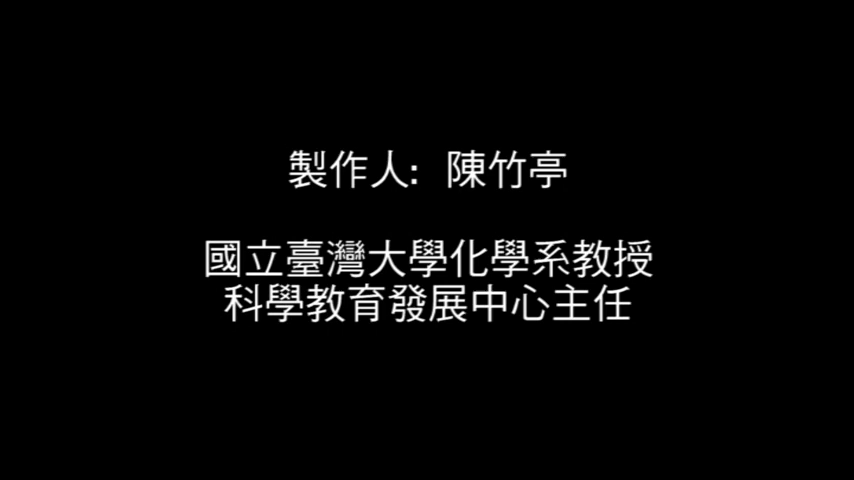 製作人: 陳竹亭
國立臺灣大學化學系教授
科學教育發展中心主任